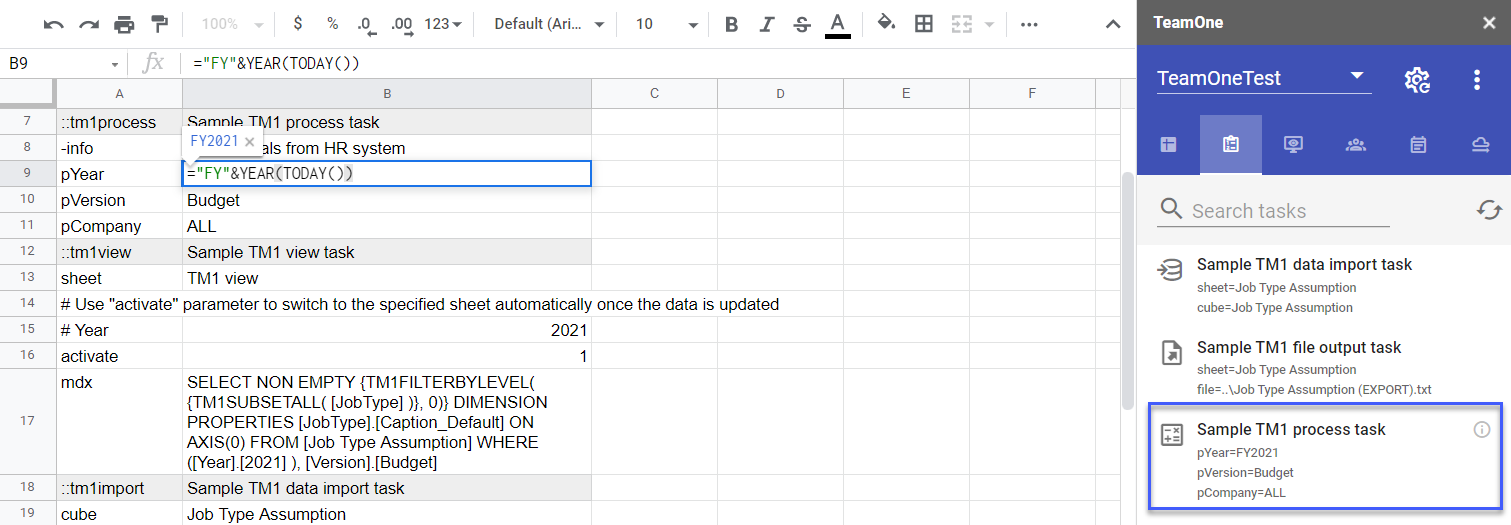 100% $ % .0 .00 123 Default (Ari... 10 B I S A
B9 fx ="FY"&YEAR(TODAY())
A B C D E F
7 ::tm1process Sample TM1 process task
FY2021 ×
8 -info als from HR system
9 pYear ="FY"&YEAR(TODAY())
10 pVersion Budget
11 pCompany ALL
12 ::tm1view Sample TM1 view task
13 sheet TM1 view
14 # Use "activate" parameter to switch to the specified sheet automatically once the data is updated
15 # Year 2021
16 activate 1
17 mdx SELECT NON EMPTY {TM1FILTERBYLEVEL(
{TM1SUBSETALL( [JobType] )}, 0)} DIMENSION
PROPERTIES [JobType].[Caption_Default] ON
AXIS(0) FROM [Job Type Assumption] WHERE
([Year].[2021] ), [Version].[Budget]
18 ::tm1import Sample TM1 data import task
19 cube Job Type Assumption
TeamOne
TeamOneTest
Search tasks
Sample TM1 data import task
sheet=Job Type Assumption
cube=Job Type Assumption
Sample TM1 file output task
sheet=Job Type Assumption
file=..\Job Type Assumption (EXPORT).txt
Sample TM1 process task
pYear=FY2021
pVersion=Budget
pCompany=ALL